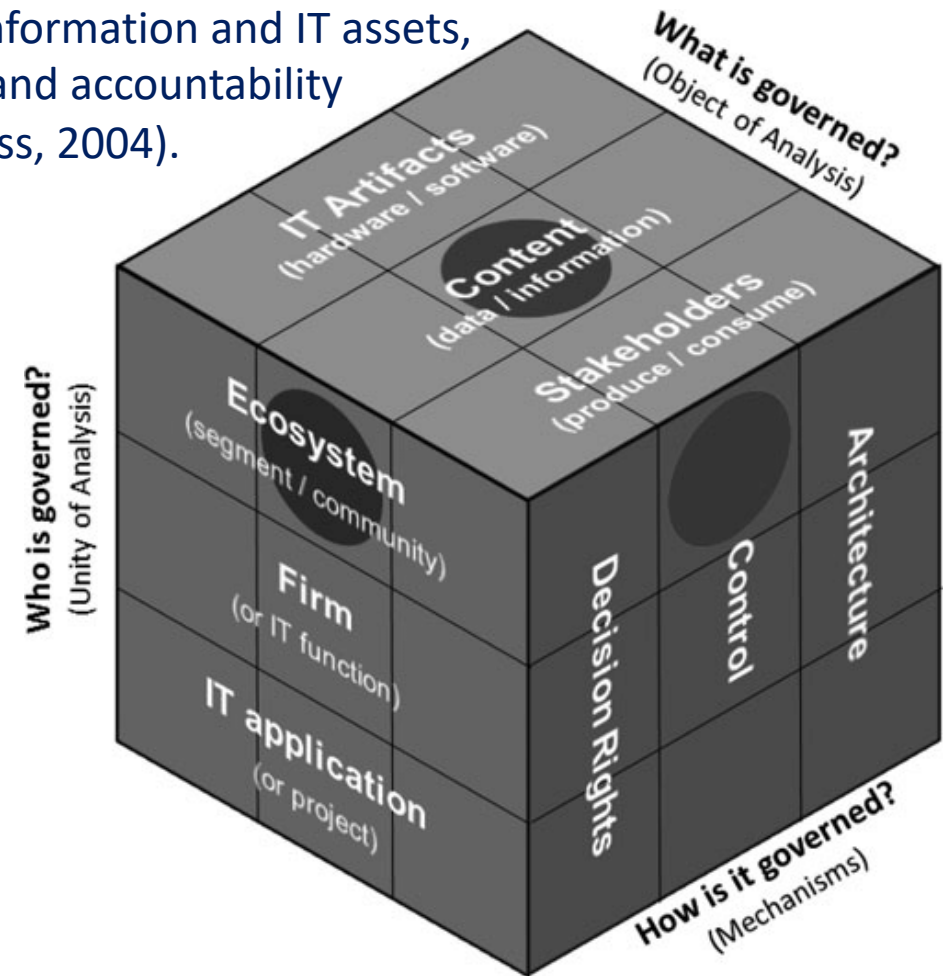 nformation and IT assets,
and accountability
ss, 2004).
What is governed?
(Object of Analysis)
IT Artifacts
(hardware / software)
Content
(data / information)
Stakeholders
(produce / consume)
Who is governed?
(Unity of Analysis)
Ecosystem
(segment / community)
Firm
(or IT function)
IT application
(or project)
Decision Rights
Control
Architecture
How is it governed?
(Mechanisms)